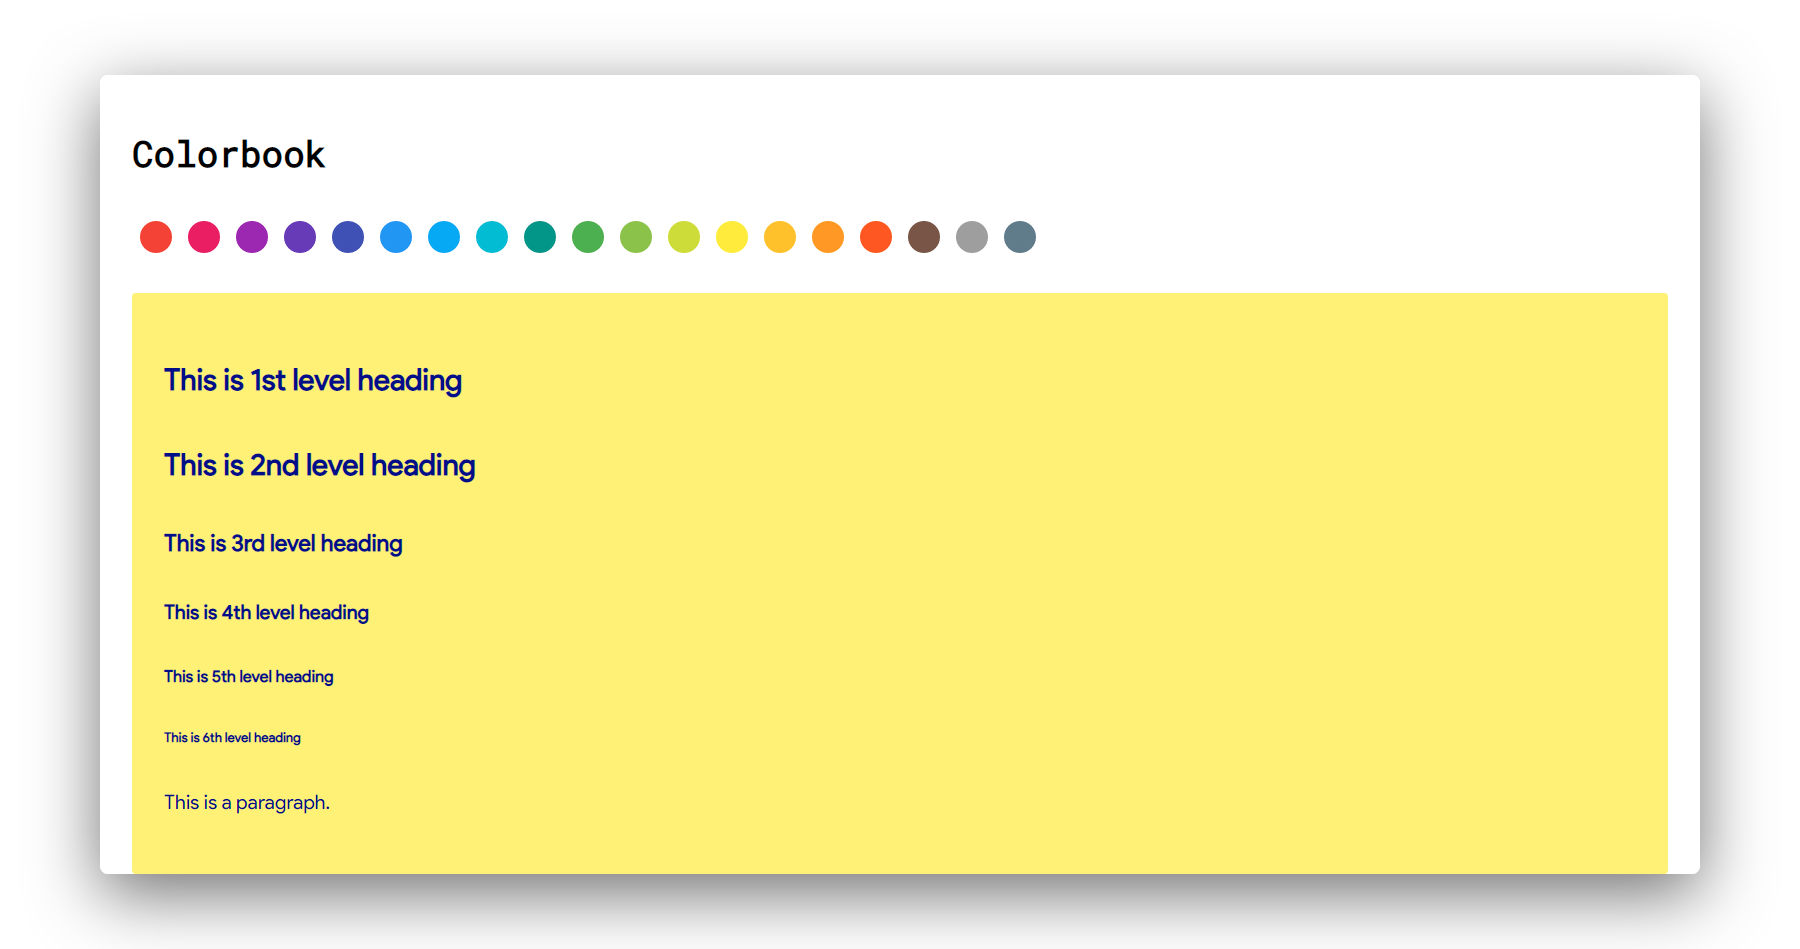 Colorbook
This is 1st level heading
This is 2nd level heading
This is 3rd level heading
This is 4th level heading
This is 5th level heading
This is 6th level heading
This is a paragraph.